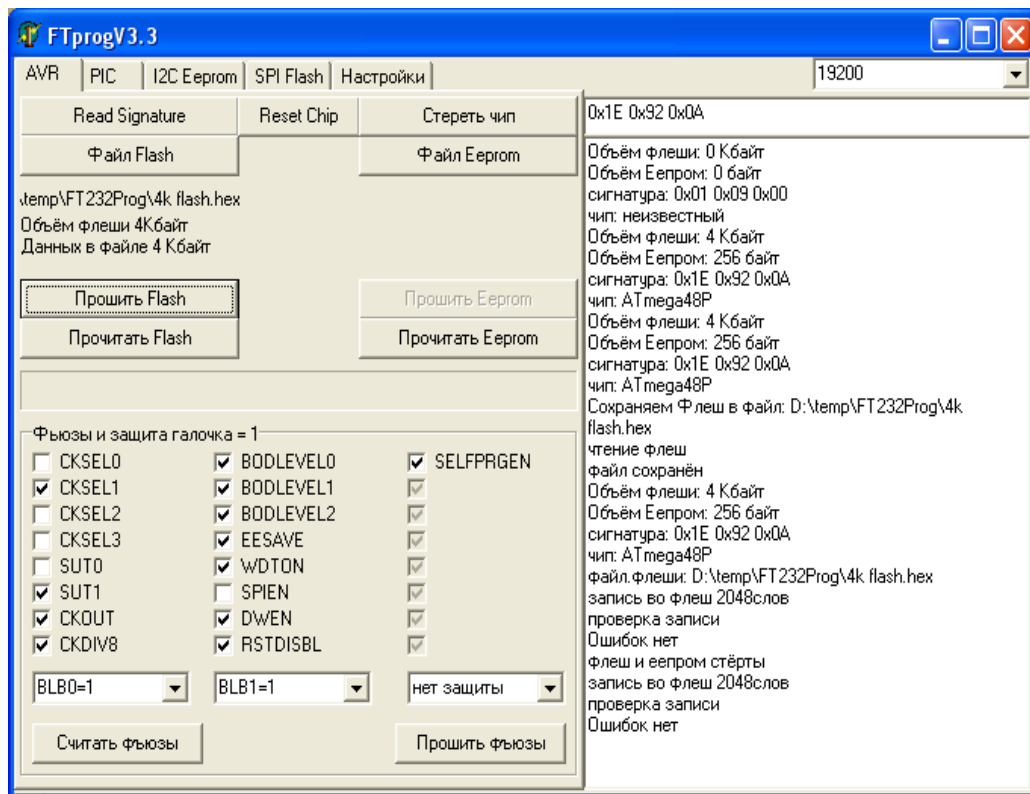 FTprogV3.3
AVR PIC I2C Eeprom SPI Flash Настройки
19200
Read Signature Reset Chip Стереть чип
Файл Flash Файл Eeprom
\temp\FT232Prog\4k flash.hex
Объём флеши 4Кбайт
Данных в файле 4 Кбайт
Прошить Flash Прошить Eeprom
Прочитать Flash Прочитать Eeprom
Фьюзы и защита галочка = 1
CKSEL0 BODLEVEL0 SELFPRGEN
CKSEL1 BODLEVEL1
CKSEL2 BODLEVEL2
CKSEL3 EESAVE
SUT0 WDTON
SUT1 SPIEN
CKOUT DWEN
CKDIV8 RSTDISBL
BLB0=1 BLB1=1 нет защиты
Считать фъюзы Прошить фъюзы
0x1E 0x92 0x0A
Объём флеши: 0 Кбайт
Объём Еепром: 0 байт
сигнатура: 0x01 0x09 0x00
чип: неизвестный
Объём флеши: 4 Кбайт
Объём Еепром: 256 байт
сигнатура: 0x1E 0x92 0x0A
чип: ATmega48P
Объём флеши: 4 Кбайт
Объём Еепром: 256 байт
сигнатура: 0x1E 0x92 0x0A
чип: ATmega48P
Сохраняем Флеш в файл: D:\temp\FT232Prog\4k
flash.hex
чтение флеш
файл сохранён
Объём флеши: 4 Кбайт
Объём Еепром: 256 байт
сигнатура: 0x1E 0x92 0x0A
чип: ATmega48P
файл.флеши: D:\temp\FT232Prog\4k flash.hex
запись во флеш 2048слов
проверка записи
Ошибок нет
флеш и еепром стёрты
запись во флеш 2048слов
проверка записи
Ошибок нет